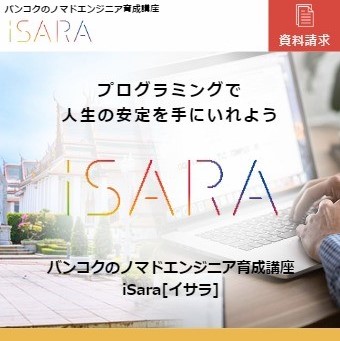 バンコクのノマドエンジニア育成講座
iSARA
資料請求
プログラミングで
人生の安定を手にいれよう
iSARA
バンコクのノマドエンジニア育成講座
iSara[イサラ]